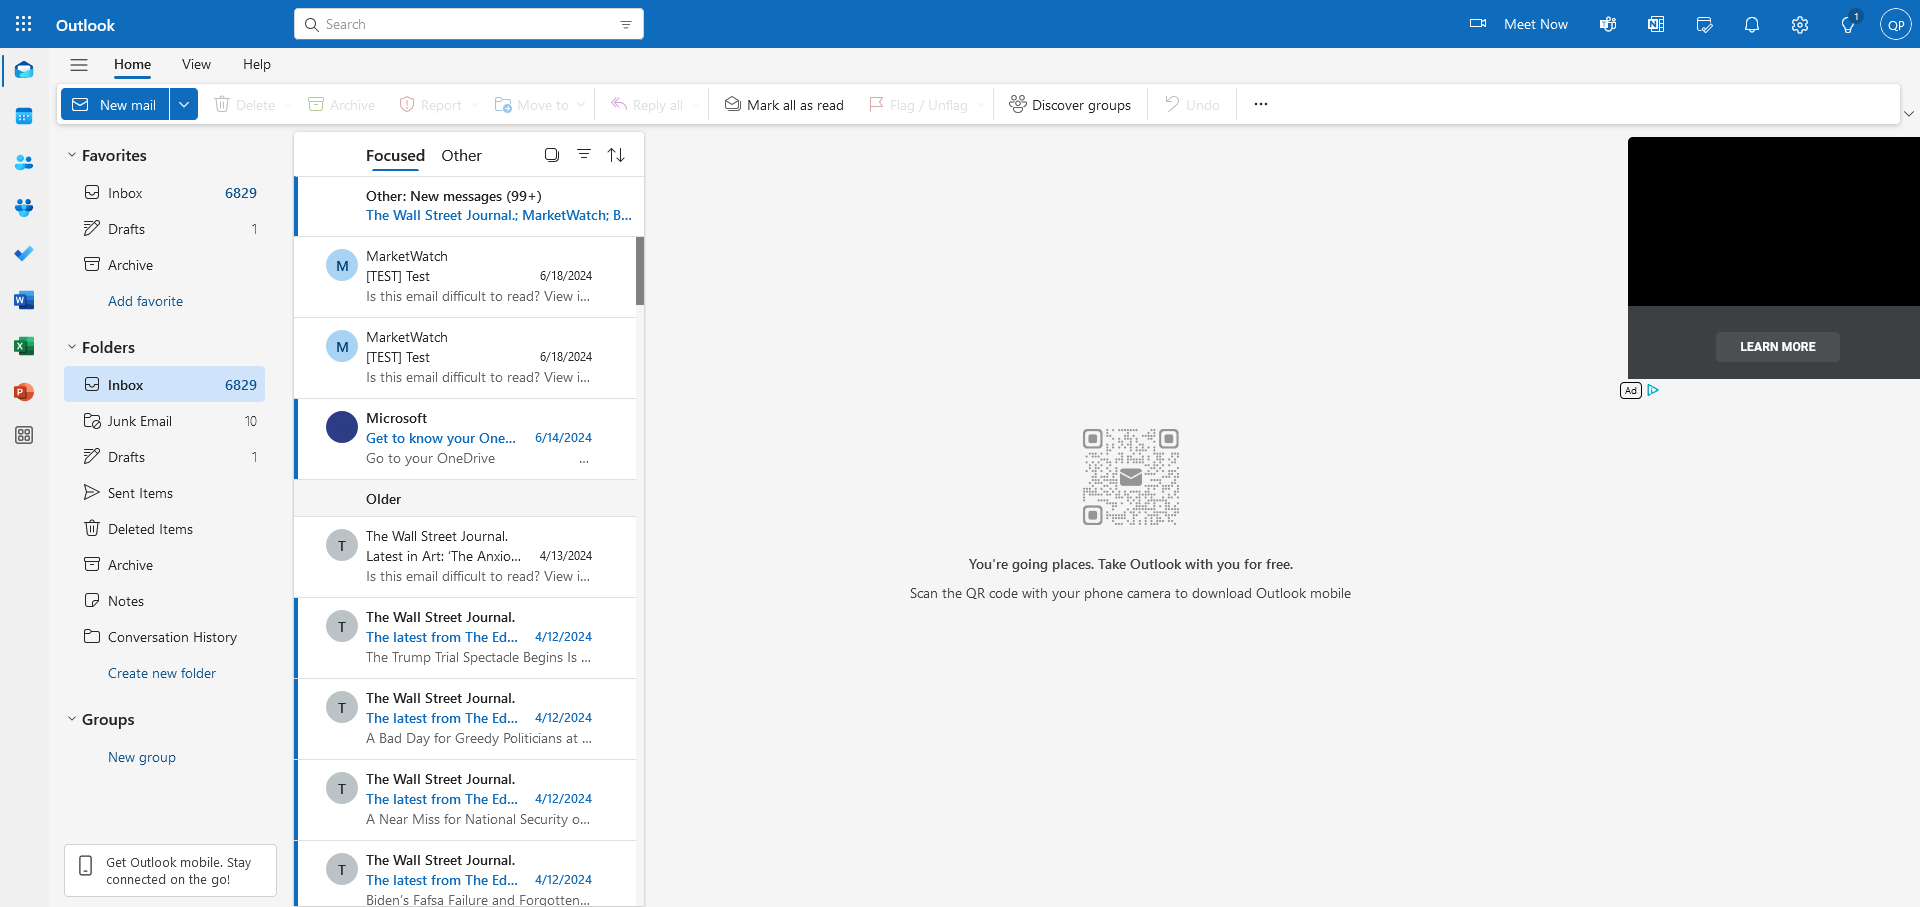 Outlook
Search
Meet Now
1
QP
Home
View
Help
New mail
Delete
Archive
Report
Move to
Reply all
Mark all as read
Flag / Unflag
Discover groups
Undo
Favorites
Inbox 6829
Drafts 1
Archive
Add favorite
Folders
Inbox 6829
Junk Email 10
Drafts 1
Sent Items
Deleted Items
Archive
Notes
Conversation History
Create new folder
Groups
New group
Get Outlook mobile. Stay
connected on the go!
Focused
Other
Other: New messages (99+)
The Wall Street Journal.; MarketWatch; B...
M
MarketWatch
[TEST] Test 6/18/2024
Is this email difficult to read? View i...
M
MarketWatch
[TEST] Test 6/18/2024
Is this email difficult to read? View i...
Microsoft
Get to know your One... 6/14/2024
Go to your OneDrive ...
Older
T
The Wall Street Journal.
Latest in Art: 'The Anxio... 4/13/2024
Is this email difficult to read? View i...
T
The Wall Street Journal.
The latest from The Ed... 4/12/2024
The Trump Trial Spectacle Begins Is ...
T
The Wall Street Journal.
The latest from The Ed... 4/12/2024
A Bad Day for Greedy Politicians at ...
T
The Wall Street Journal.
The latest from The Ed... 4/12/2024
A Near Miss for National Security o...
T
The Wall Street Journal.
The latest from The Ed... 4/12/2024
Biden's Fafsa Failure and Forgotten...
You're going places. Take Outlook with you for free.
Scan the QR code with your phone camera to download Outlook mobile
LEARN MORE
Ad